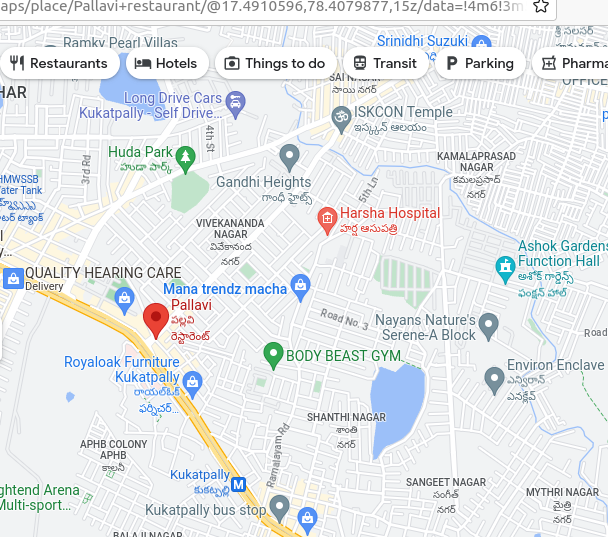 aps/place/Pallavi+restaurant/@17.4910596,78.4079877,15z/data=!4m6!3m
Ramky Pearl Villas
Srinidhi Suzuki
Restaurants
Hotels
Things to do
Transit
Parking
Pharma
OFFICE
HAR
సాయి నగర్
Long Drive Cars
Kukatpally - Self Drive...
ISKCON Temple
ఇస్కాన్ ఆలయం
4th St
3rd Rd
Huda Park
హుడా పార్క్
Gandhi Heights
గాంధీ హైట్స్
KAMALAPRASAD
NAGAR
కమలప్రసాద్
నగర్
5th Ln
HMWSSB
Water Tank
Harsha Hospital
హర్ష ఆసుపత్రి
VIVEKANANDA
NAGAR
వివేకానంద
నగర్
Ashok Gardens
Function Hall
అశోక్ గార్డెన్స్
ఫంక్షన్ హాల్
QUALITY HEARING CARE
Delivery
Mana trendz macha
Pallavi
పల్లవి
రెస్టారెంట్
Road No. 3
Nayans Nature's
Serene-A Block
Road
BODY BEAST GYM
Royaloak Furniture
Kukatpally
రాయల్‌ఓక్
ఫర్నీచర్...
Environ Enclave
ఎన్విరాన్
ఎన్‌క్లేవ్
SHANTHI NAGAR
శాంతి
నగర్
Ramalayam Rd
APHB COLONY
APHB
కాలనీ
Kukatpally
కుకట్‌పల్లి
M
SANGEET NAGAR
సంగీత్
నగర్
MYTHRI NAGAR
మైత్రి
నగర్
ghtend Arena
Multi-sport...
Kukatpally bus stop
BALAJI NAGAR